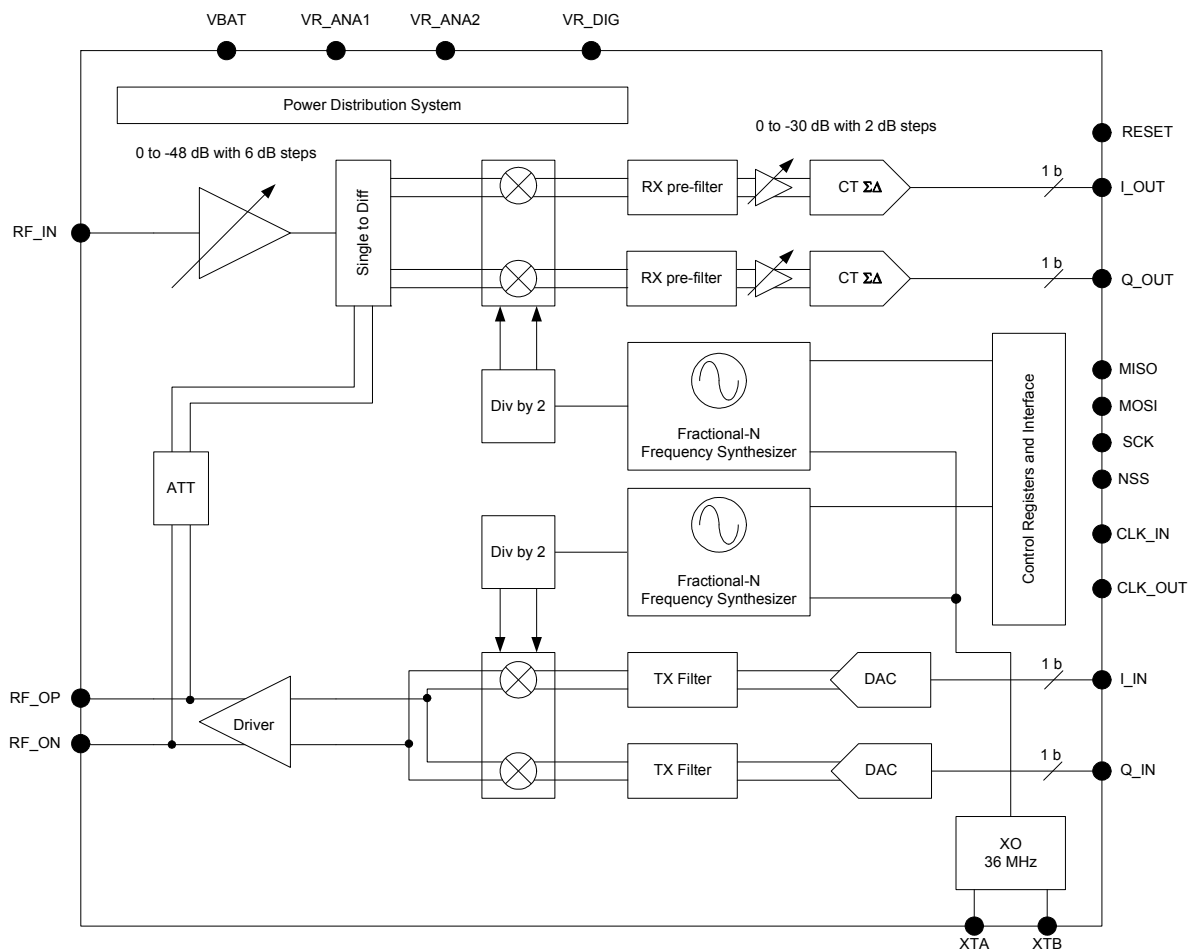 VBAT
VR_ANA1
VR_ANA2
VR_DIG
Power Distribution System
RESET
0 to -48 dB with 6 dB steps
0 to -30 dB with 2 dB steps
RF_IN
Single to Diff
RX pre-filter
CT ΣΔ
1 b
I_OUT
RX pre-filter
CT ΣΔ
1 b
Q_OUT
Div by 2
Fractional-N
Frequency Synthesizer
Control Registers and Interface
MISO
MOSI
SCK
NSS
CLK_IN
CLK_OUT
ATT
Div by 2
Fractional-N
Frequency Synthesizer
RF_OP
RF_ON
Driver
TX Filter
DAC
1 b
I_IN
TX Filter
DAC
1 b
Q_IN
XO
36 MHz
XTA
XTB